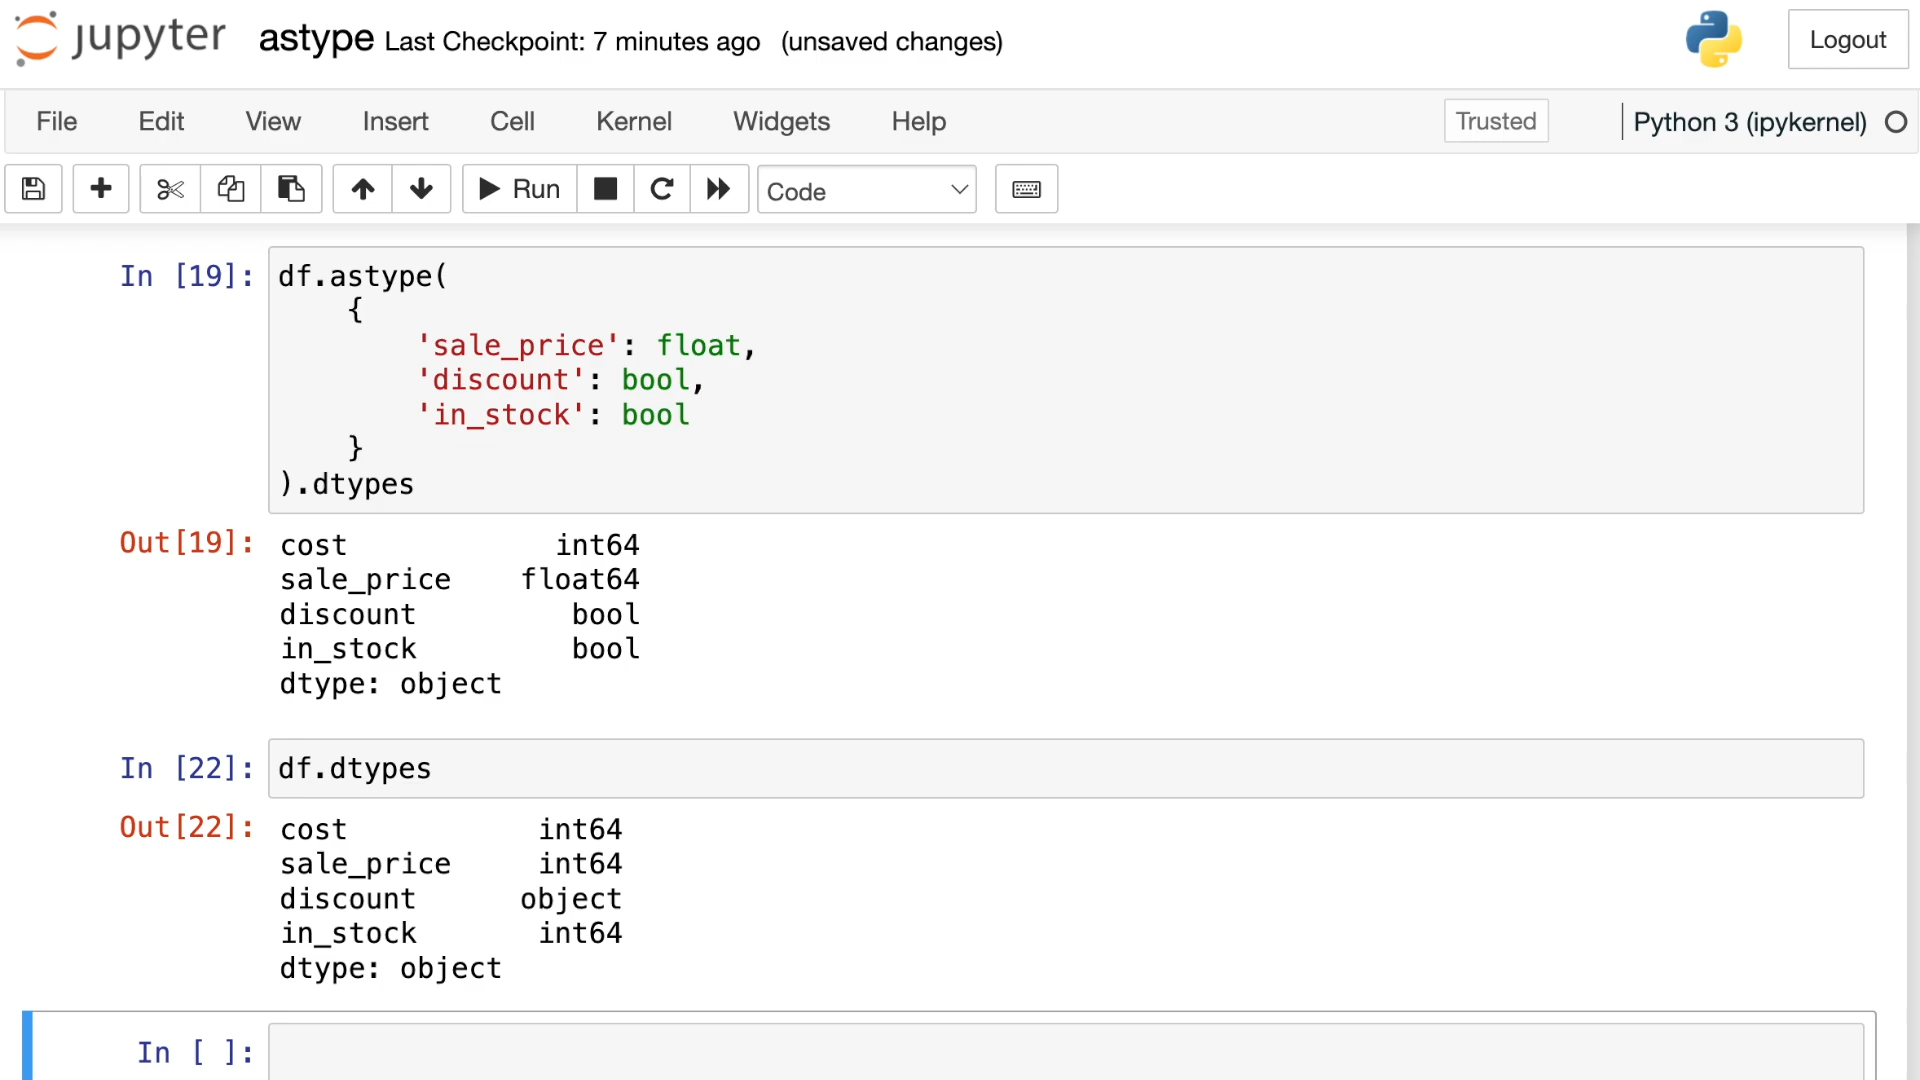 jupyter astype Last Checkpoint: 7 minutes ago (unsaved changes) Logout
File Edit View Insert Cell Kernel Widgets Help Trusted Python 3 (ipykernel)
Run Code
In [19]: df.astype(
{
'sale_price': float,
'discount': bool,
'in_stock': bool
}
).dtypes
Out[19]: cost int64
sale_price float64
discount bool
in_stock bool
dtype: object
In [22]: df.dtypes
Out[22]: cost int64
sale_price int64
discount object
in_stock int64
dtype: object
In [ ]: